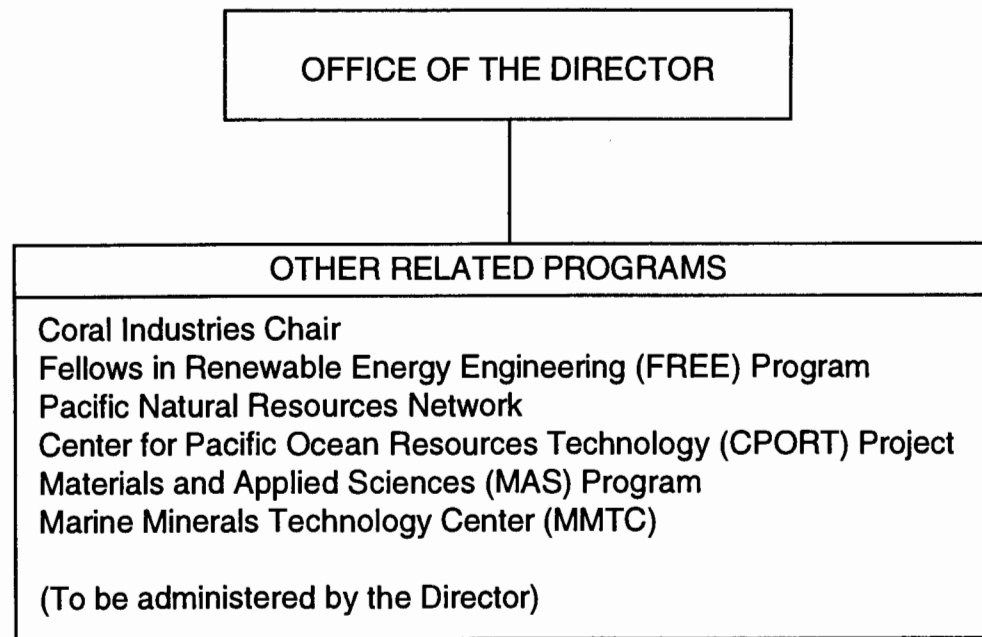 OFFICE OF THE DIRECTOR
OTHER RELATED PROGRAMS
Coral Industries Chair
Fellows in Renewable Energy Engineering (FREE) Program
Pacific Natural Resources Network
Center for Pacific Ocean Resources Technology (CPORT) Project
Materials and Applied Sciences (MAS) Program
Marine Minerals Technology Center (MMTC)
(To be administered by the Director)